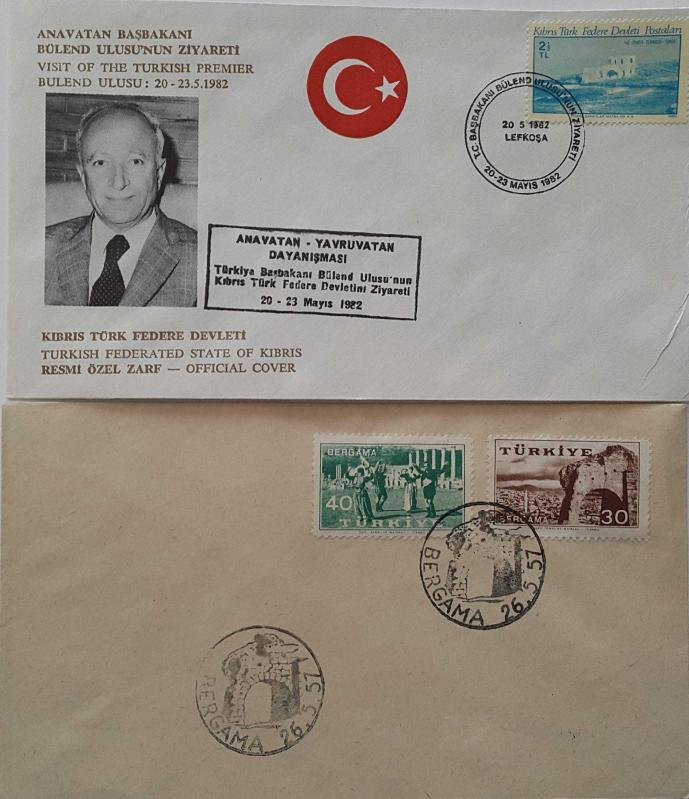 ANAVATAN BAŞBAKANI
BÜLEND ULUSU'NUN ZİYARETİ
VISIT OF THE TURKISH PREMIER
BULEND ULUSU: 20-23.5.1982
Kıbrıs Türk Federe Devleti Postaları
2½
TL
T.C. BAŞBAKANI BÜLEND ULUSU'NUN ZİYARETİ
20 5 1982
LEFKOŞA
20-23 MAYIS 1982
ANAVATAN - YAVRUVATAN
DAYANIŞMASI
Türkiye Başbakanı Bülend Ulusu'nun
Kıbrıs Türk Federe Devletini Ziyareti
20 - 23 Mayıs 1982
KIBRIS TÜRK FEDERE DEVLETİ
TURKISH FEDERATED STATE OF KIBRIS
RESMİ ÖZEL ZARF — OFFICIAL COVER
BERGAMA
40
TÜRKİYE
TÜRKİYE
BERGAMA
30
BERGAMA 26.5.57
BERGAMA 26.5.57